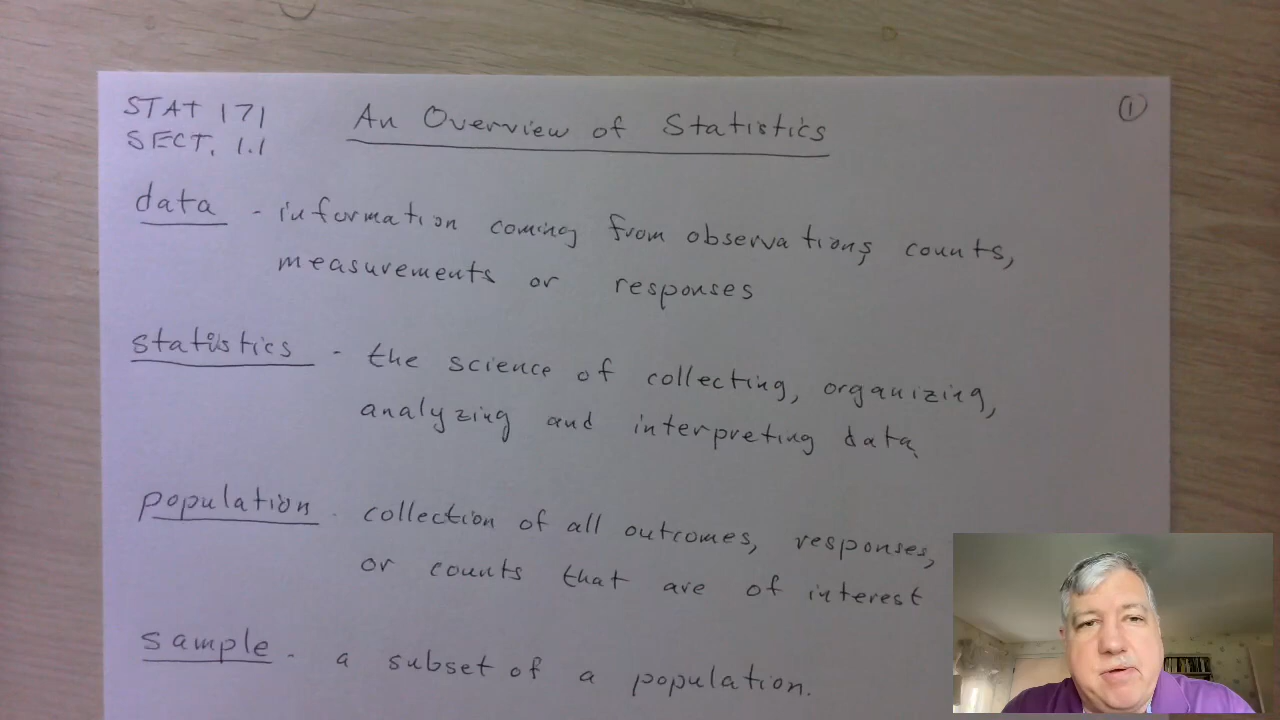 STAT 171
SECT. 1.1
An Overview of Statistics
①
data - information coming from observations, counts,
measurements or responses
statistics - the science of collecting, organizing,
analyzing and interpreting data.
population - collection of all outcomes, responses,
or counts that are of interest
sample - a subset of a population.